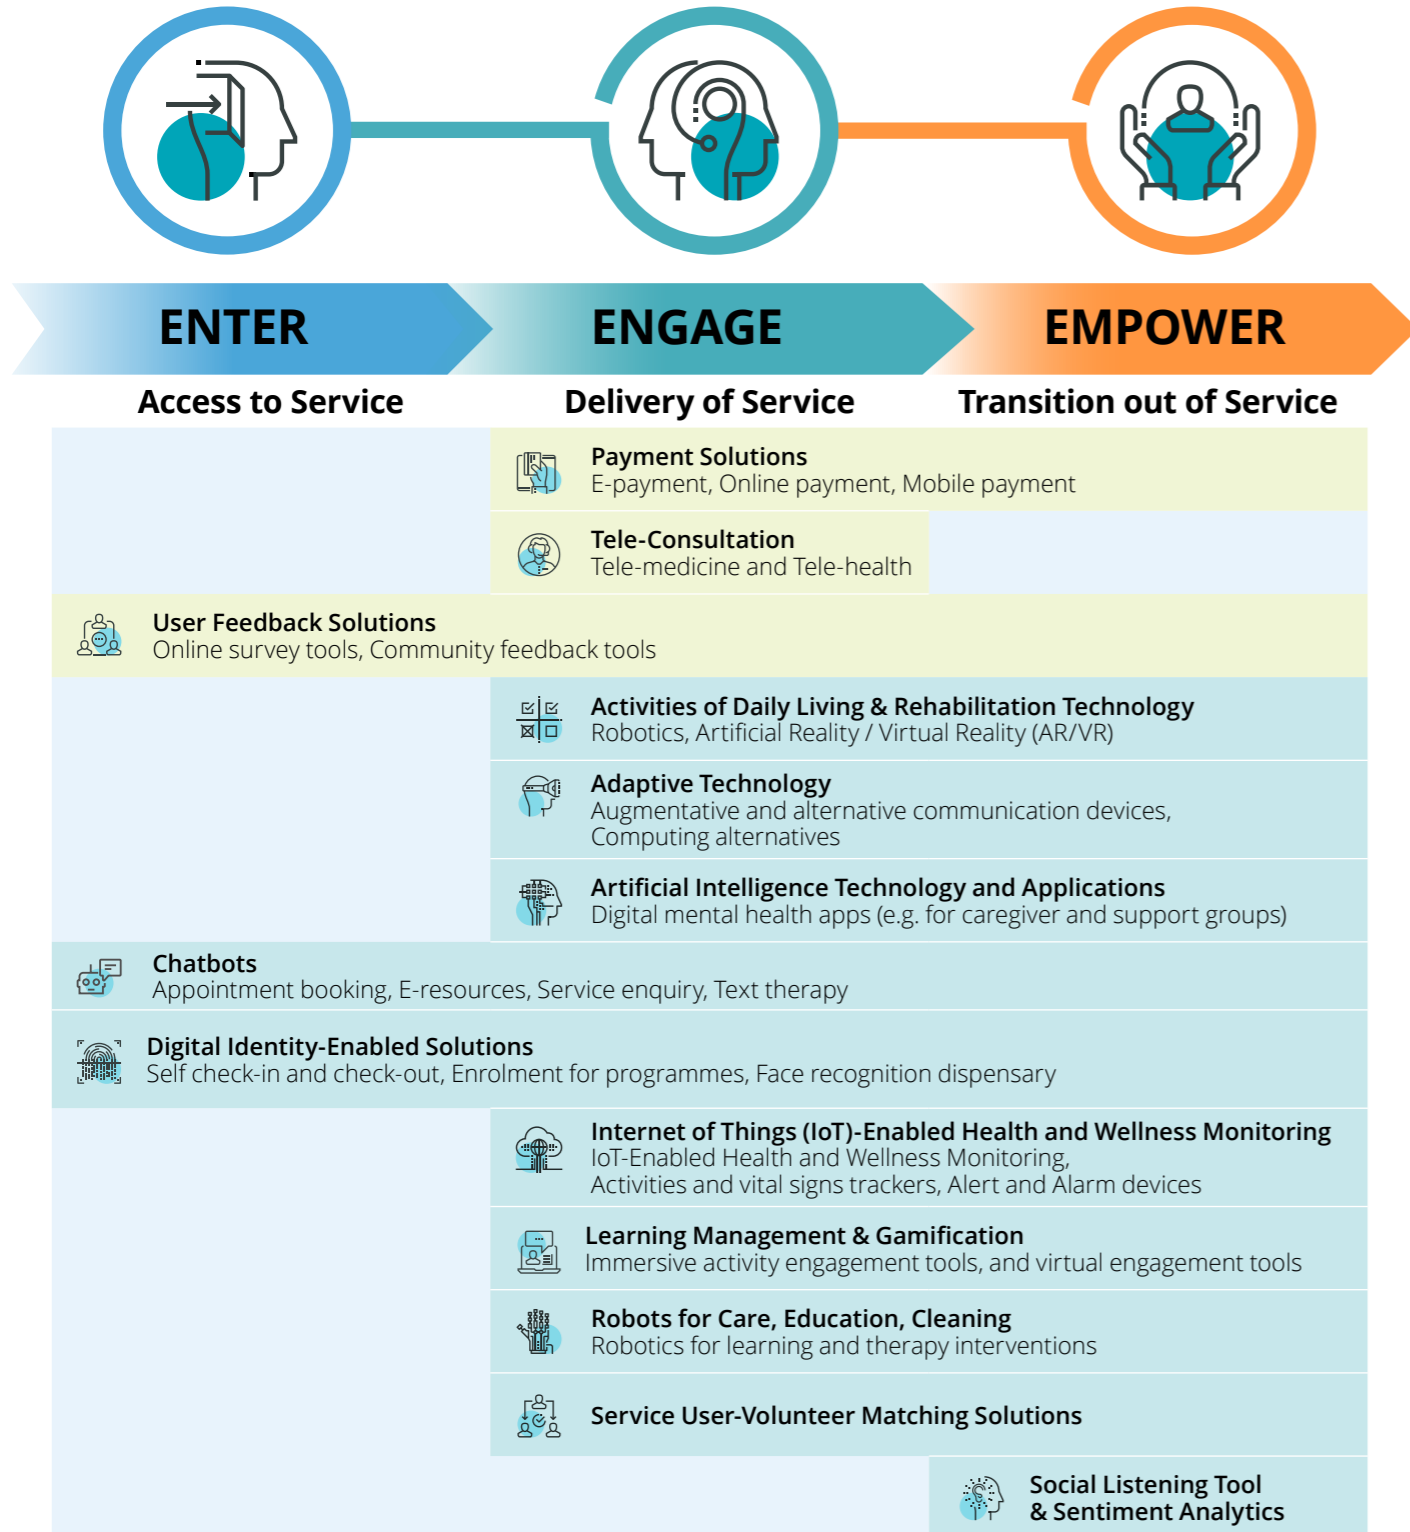 ENTER
ENGAGE
EMPOWER
Access to Service
Delivery of Service
Transition out of Service
Payment Solutions
E-payment, Online payment, Mobile payment
Tele-Consultation
Tele-medicine and Tele-health
User Feedback Solutions
Online survey tools, Community feedback tools
Activities of Daily Living & Rehabilitation Technology
Robotics, Artificial Reality / Virtual Reality (AR/VR)
Adaptive Technology
Augmentative and alternative communication devices,
Computing alternatives
Artificial Intelligence Technology and Applications
Digital mental health apps (e.g. for caregiver and support groups)
Chatbots
Appointment booking, E-resources, Service enquiry, Text therapy
Digital Identity-Enabled Solutions
Self check-in and check-out, Enrolment for programmes, Face recognition dispensary
Internet of Things (IoT)-Enabled Health and Wellness Monitoring
IoT-Enabled Health and Wellness Monitoring,
Activities and vital signs trackers, Alert and Alarm devices
Learning Management & Gamification
Immersive activity engagement tools, and virtual engagement tools
Robots for Care, Education, Cleaning
Robotics for learning and therapy interventions
Service User-Volunteer Matching Solutions
Social Listening Tool
& Sentiment Analytics